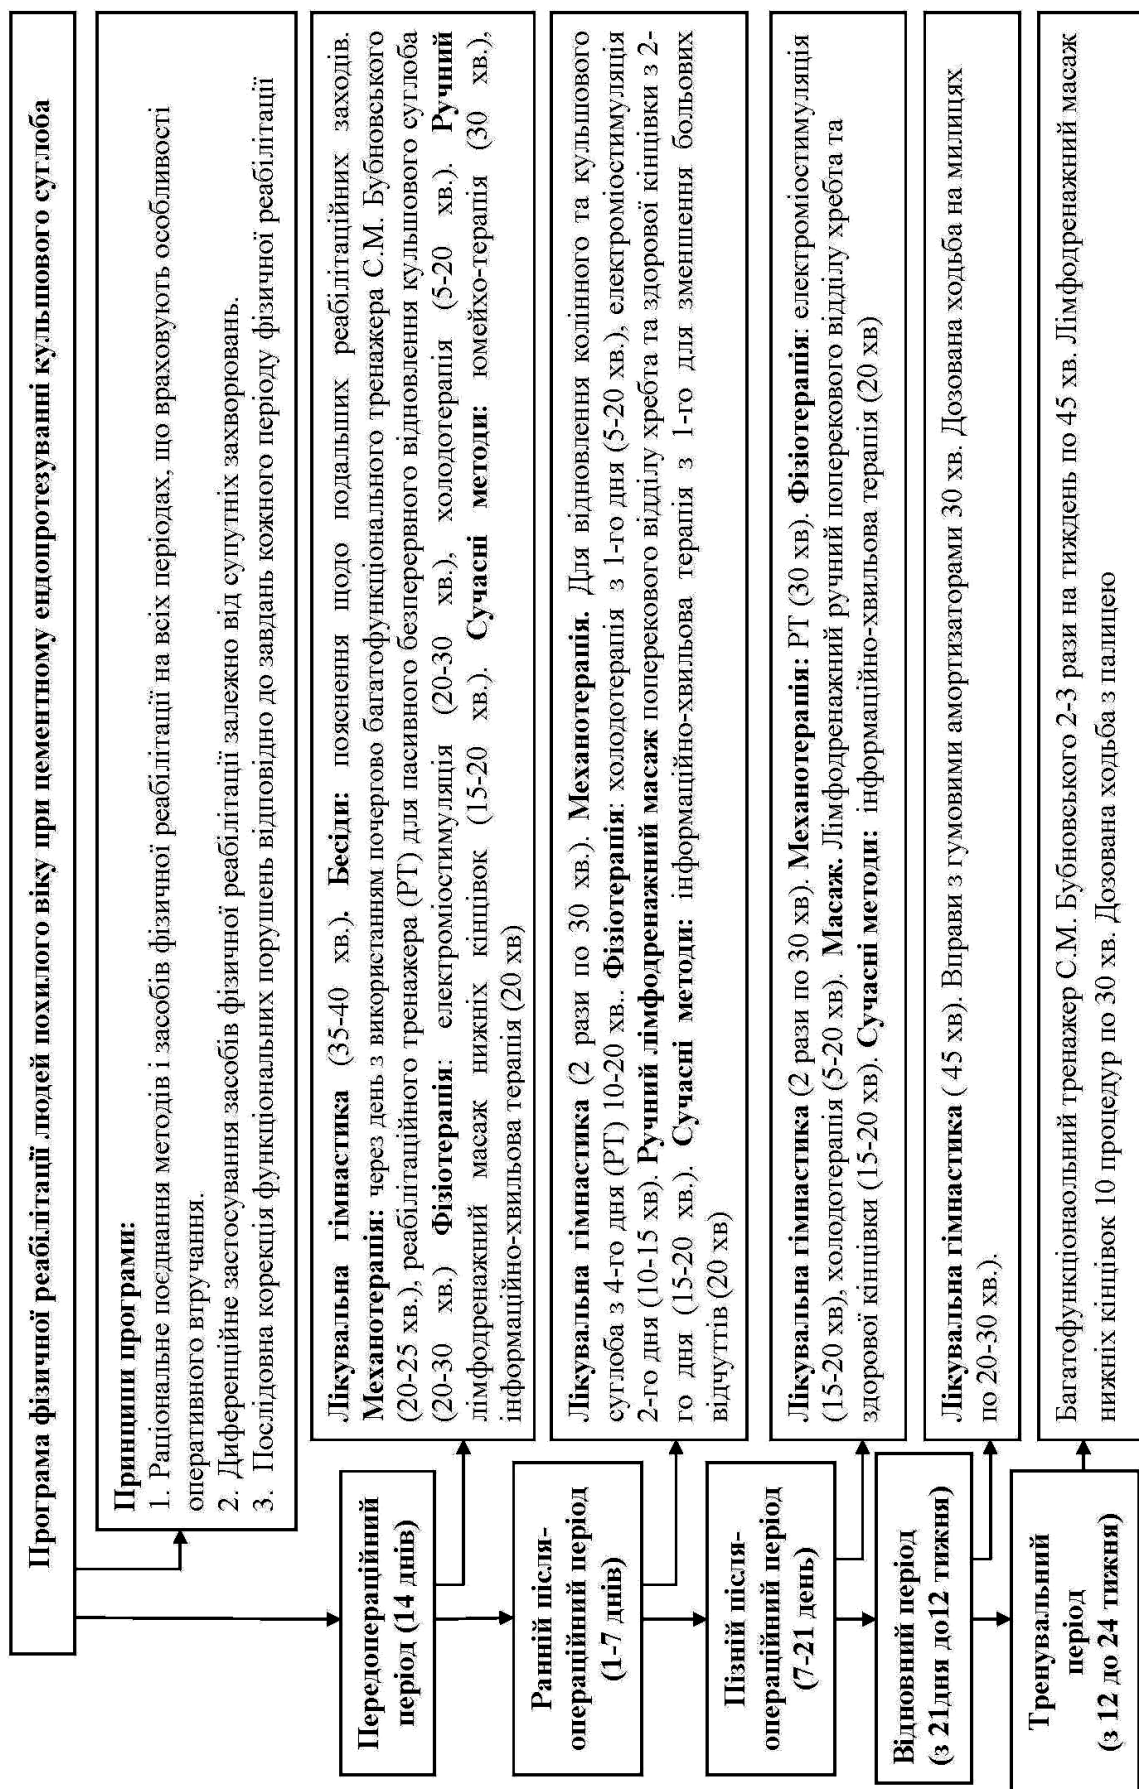 Програма фізичної реабілітації людей похилого віку при цементному ендопротезуванні кульшового суглоба
Принципи програми:
1. Раціональне поєднання методів і засобів фізичної реабілітації на всіх періодах, що враховують особливості
оперативного втручання.
2. Диференційне застосування засобів фізичної реабілітації залежно від супутніх захворювань.
3. Послідовна корекція функціональних порушень відповідно до завдань кожного періоду фізичної реабілітації
Передопераційний
період (14 днів)
Лікувальна гімнастика (35-40 хв.). Бесіди: пояснення щодо подальших реабілітаційних заходів.
Механотерапія: через день з використаням почергово багатофункціонального тренажера С.М. Бубновського
(20-25 хв.), реабілітаційного тренажера (РТ) для пасивного безперервного відновлення кульшового суглоба
(20-30 хв.) Фізіотерапія: електроміостимуляція (20-30 хв.), холодотерапія (5-20 хв.). Ручний
лімфодренажний масаж нижніх кінцівок (15-20 хв.). Сучасні методи: юмейхо-терапія (30 хв.),
інформаційно-хвильова терапія (20 хв)
Ранній після-
операційний період
(1-7 днів)
Лікувальна гімнастика (2 рази по 30 хв.). Механотерапія. Для відновлення колінного та кульшового
суглоба з 4-го дня (РТ) 10-20 хв.. Фізіотерапія: холодотерапія з 1-го дня (5-20 хв.), електроміостимуляція
2-го дня (10-15 хв). Ручний лімфодренажний масаж поперекового відділу хребта та здорової кінцівки з 2-
го дня (15-20 хв.). Сучасні методи: інформаційно-хвильова терапія з 1-го для зменшення больових
відчуттів (20 хв)
Пізній після-
операційний період
(7-21 день)
Лікувальна гімнастика (2 рази по 30 хв). Механотерапія: РТ (30 хв). Фізіотерапія: електроміостимуляція
(15-20 хв), холодотерапія (5-20 хв). Масаж. Лімфодренажний ручний поперекового відділу хребта та
здорової кінцівки (15-20 хв). Сучасні методи: інформаційно-хвильова терапія (20 хв)
Відновний період
(з 21дня до12 тижня)
Лікувальна гімнастика ( 45 хв). Вправи з гумовими амортизаторами 30 хв. Дозована ходьба на милицях
по 20-30 хв.).
Тренувальний
період
(з 12 до 24 тижня)
Багатофункціонаольний тренажер С.М. Бубновського 2-3 рази на тиждень по 45 хв. Лімфодренажний масаж
нижніх кінцівок 10 процедур по 30 хв. Дозована ходьба з палицею